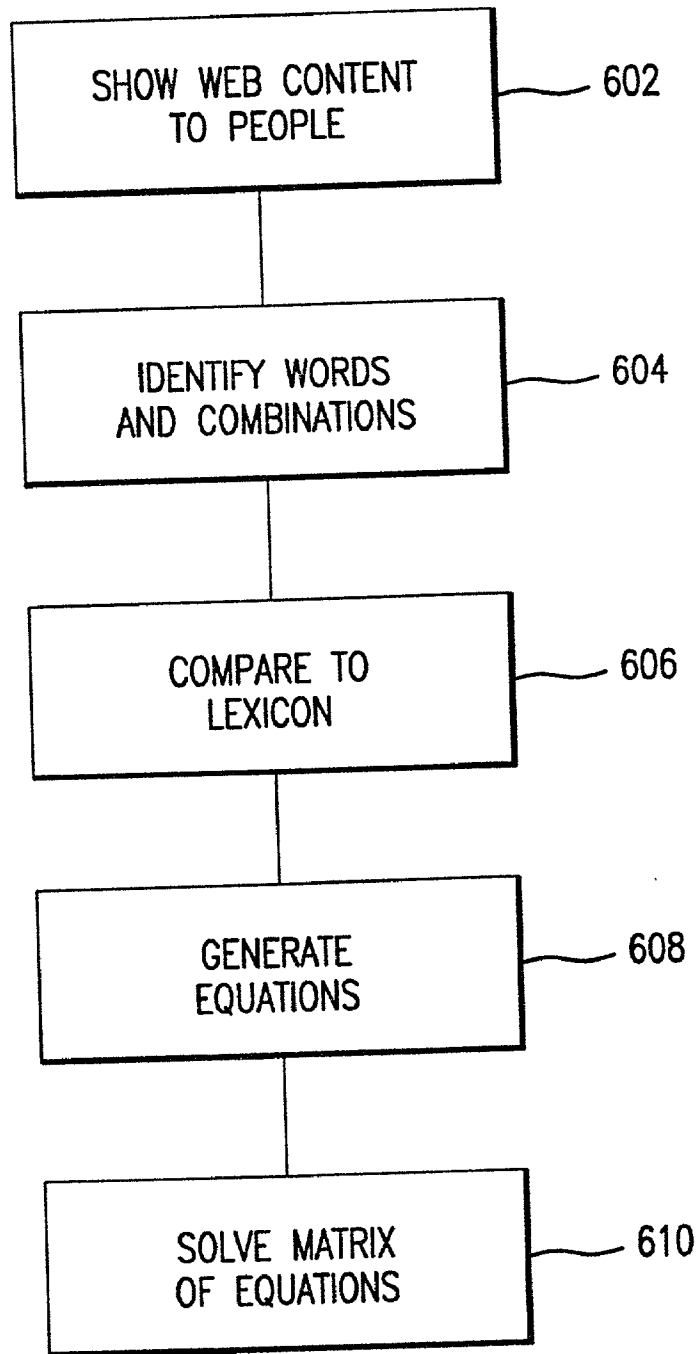 SHOW WEB CONTENT
TO PEOPLE
602
IDENTIFY WORDS
AND COMBINATIONS
604
COMPARE TO
LEXICON
606
GENERATE
EQUATIONS
608
SOLVE MATRIX
OF EQUATIONS
610